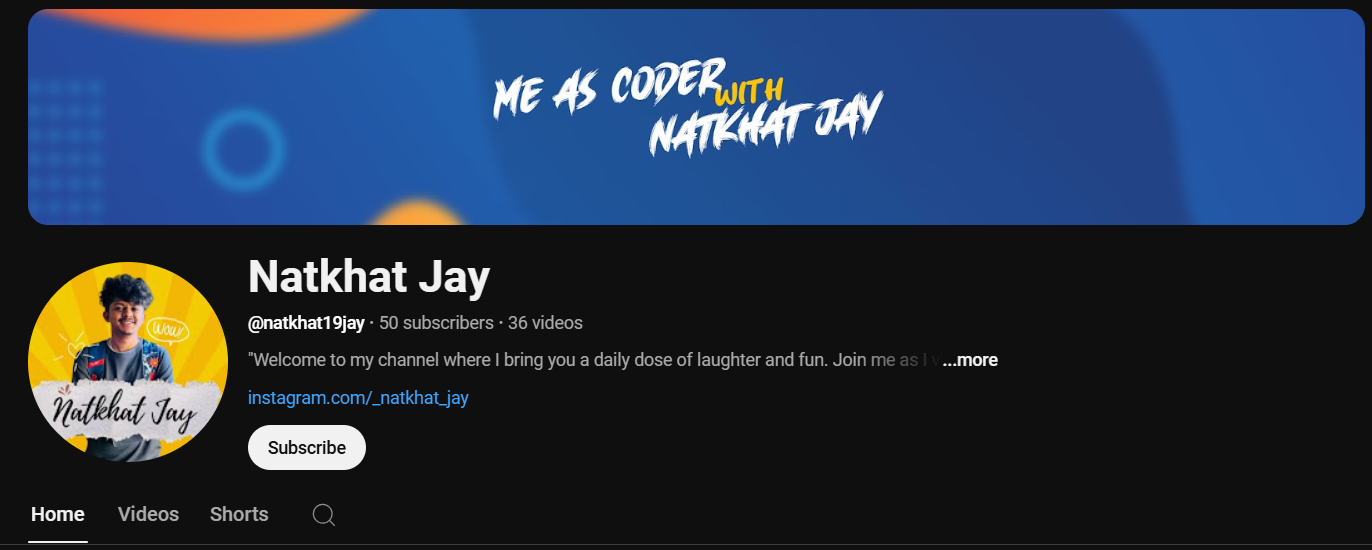 ME AS CODER
WITH
NATKHAT JAY
wow!
Natkhat Jay
Natkhat Jay
@natkhat19jay · 50 subscribers · 36 videos
"Welcome to my channel where I bring you a daily dose of laughter and fun. Join me as I ...more
instagram.com/_natkhat_jay
Subscribe
Home Videos Shorts